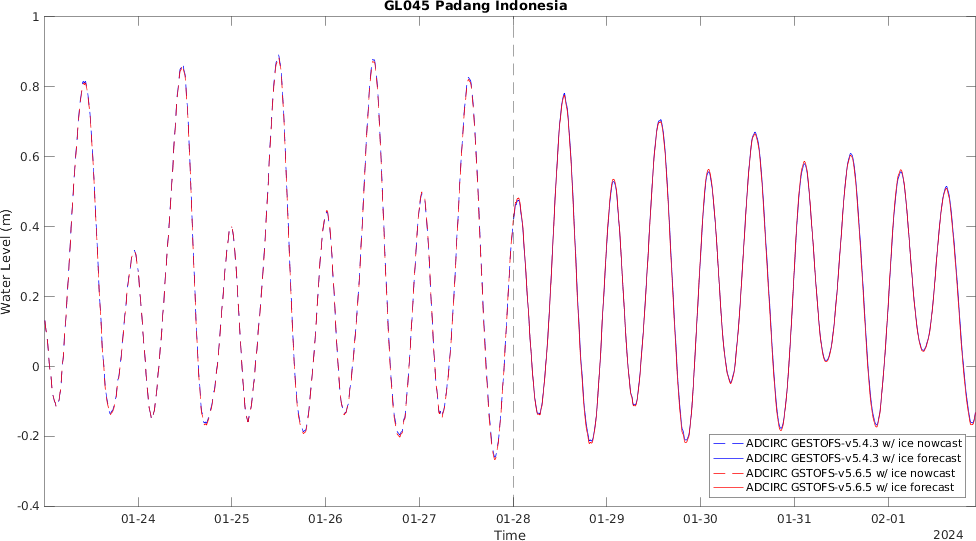 GL045 Padang Indonesia
1
0.8
0.6
0.4
0.2
0
-0.2
-0.4
Water Level (m)
ADCIRC GESTOFS-v5.4.3 w/ ice nowcast
ADCIRC GESTOFS-v5.4.3 w/ ice forecast
ADCIRC GSTOFS-v5.6.5 w/ ice nowcast
ADCIRC GSTOFS-v5.6.5 w/ ice forecast
01-24 01-25 01-26 01-27 01-28 01-29 01-30 01-31 02-01
Time
2024